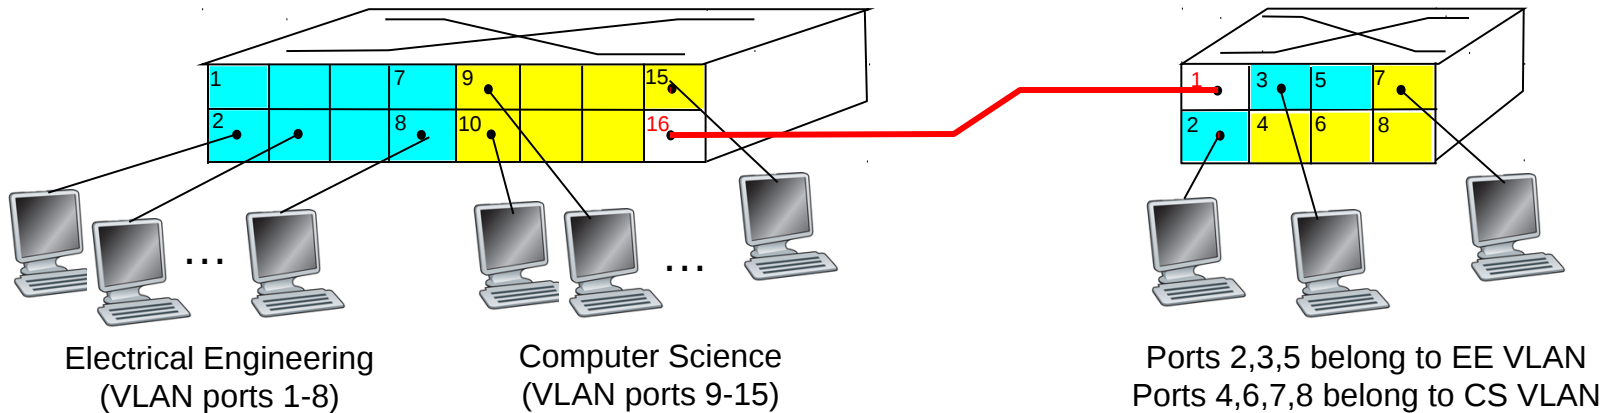 1 7 9 15
2 8 10 16
1 3 5 7
2 4 6 8
... ...
Electrical Engineering
(VLAN ports 1-8)
Computer Science
(VLAN ports 9-15)
Ports 2,3,5 belong to EE VLAN
Ports 4,6,7,8 belong to CS VLAN